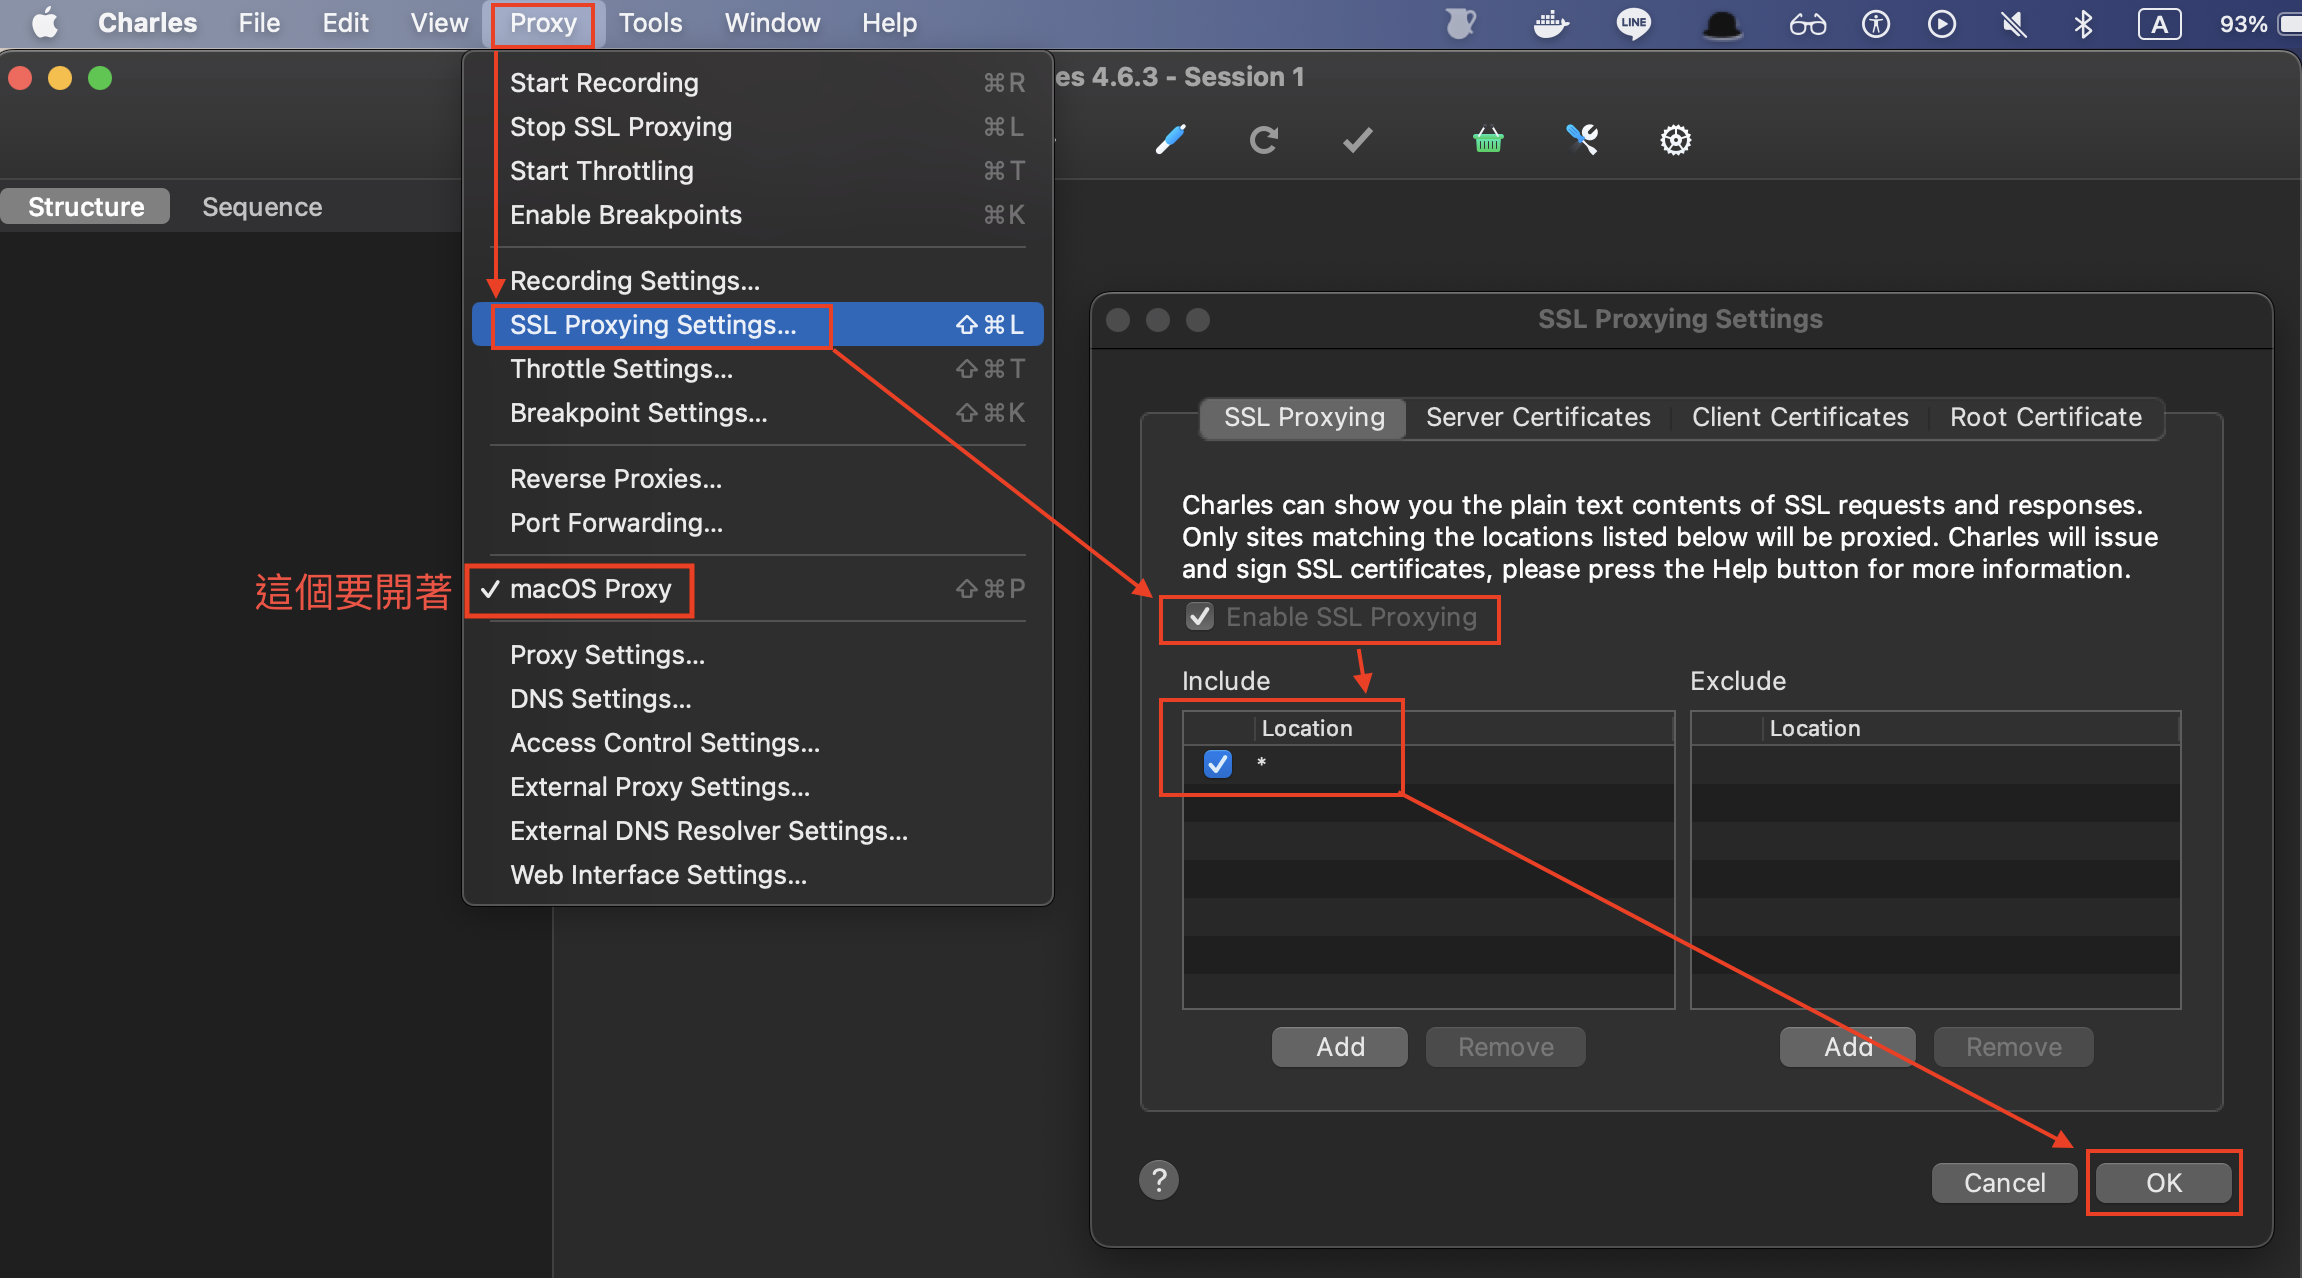 Charles File Edit View Proxy Tools Window Help LINE A 93%
es 4.6.3 - Session 1
Structure Sequence
Start Recording ⌘R
Stop SSL Proxying ⌘L
Start Throttling ⌘T
Enable Breakpoints ⌘K
Recording Settings...
SSL Proxying Settings... ⇧⌘L
Throttle Settings... ⇧⌘T
Breakpoint Settings... ⇧⌘K
Reverse Proxies...
Port Forwarding...
這個要開著
✓ macOS Proxy ⇧⌘P
Proxy Settings...
DNS Settings...
Access Control Settings...
External Proxy Settings...
External DNS Resolver Settings...
Web Interface Settings...
SSL Proxying Settings
SSL Proxying Server Certificates Client Certificates Root Certificate
Charles can show you the plain text contents of SSL requests and responses.
Only sites matching the locations listed below will be proxied. Charles will issue
and sign SSL certificates, please press the Help button for more information.
Enable SSL Proxying
Include Exclude
Location Location
*
Add Remove Add Remove
? Cancel OK